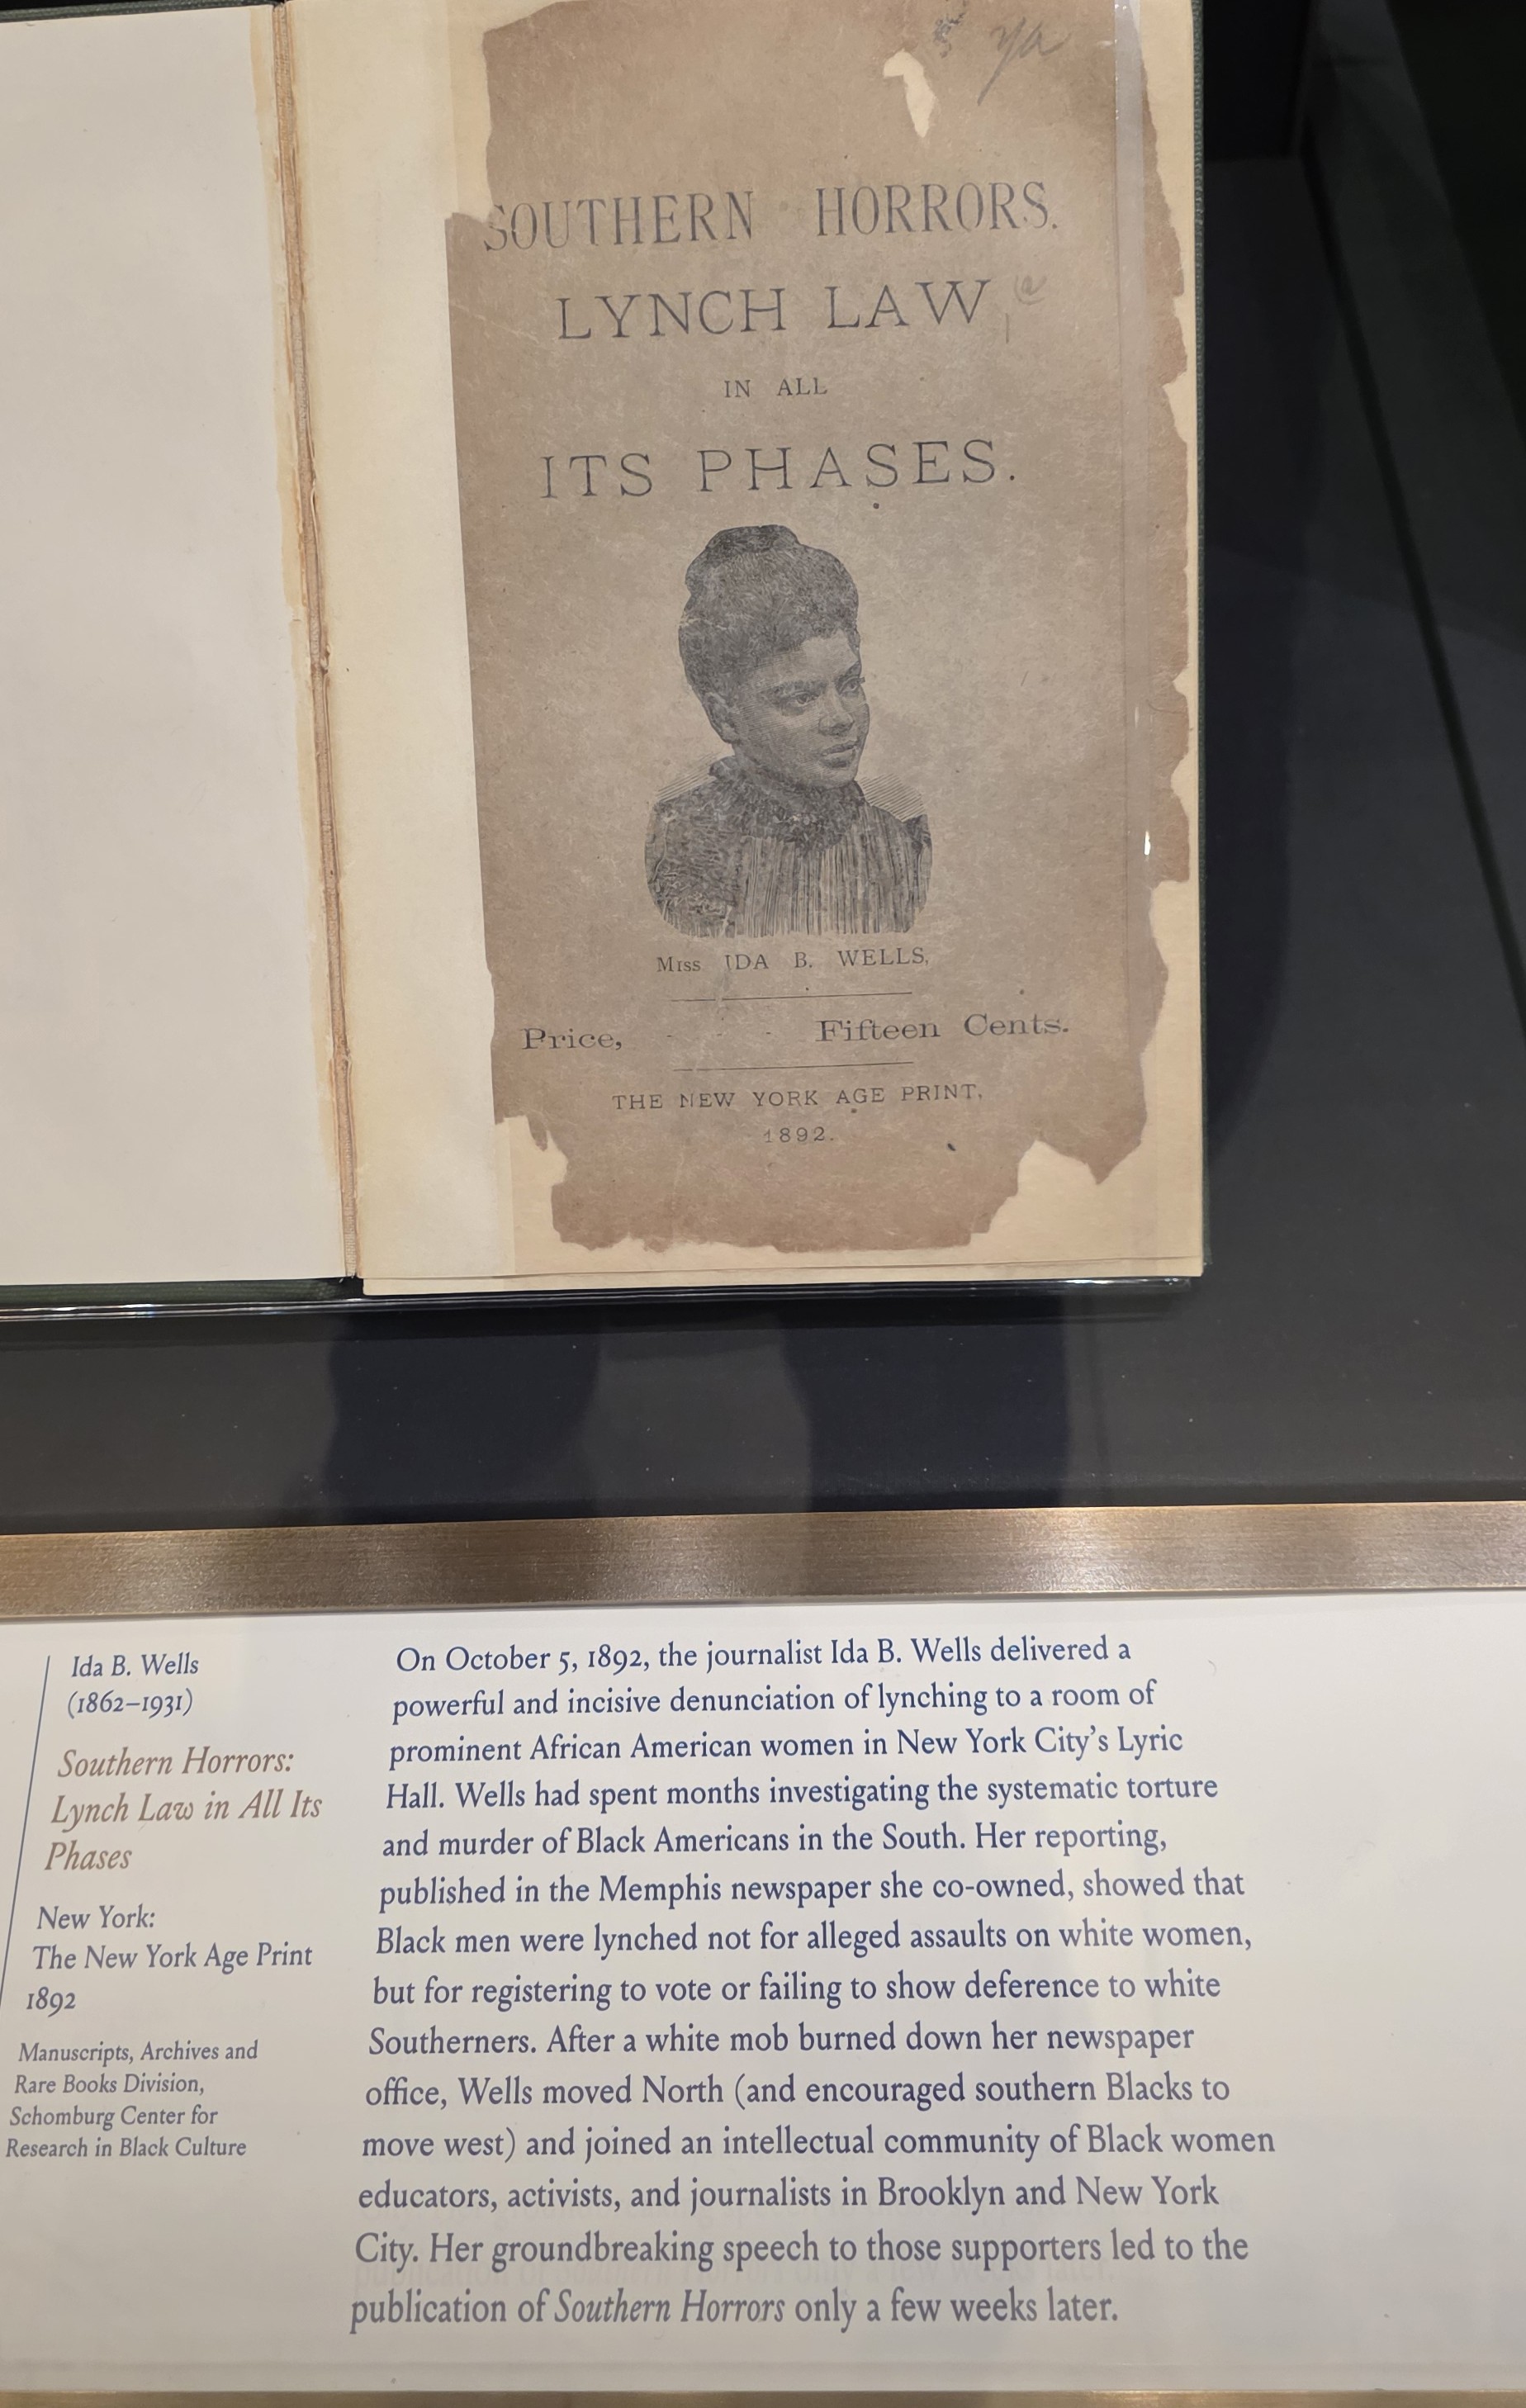 SOUTHERN HORRORS.
LYNCH LAW
IN ALL
ITS PHASES.
Miss IDA B. WELLS,
Price, - - - Fifteen Cents.
THE NEW YORK AGE PRINT,
1892.
Ida B. Wells
(1862–1931)
Southern Horrors:
Lynch Law in All Its
Phases
New York:
The New York Age Print
1892
Manuscripts, Archives and
Rare Books Division,
Schomburg Center for
Research in Black Culture
On October 5, 1892, the journalist Ida B. Wells delivered a
powerful and incisive denunciation of lynching to a room of
prominent African American women in New York City’s Lyric
Hall. Wells had spent months investigating the systematic torture
and murder of Black Americans in the South. Her reporting,
published in the Memphis newspaper she co-owned, showed that
Black men were lynched not for alleged assaults on white women,
but for registering to vote or failing to show deference to white
Southerners. After a white mob burned down her newspaper
office, Wells moved North (and encouraged southern Blacks to
move west) and joined an intellectual community of Black women
educators, activists, and journalists in Brooklyn and New York
City. Her groundbreaking speech to those supporters led to the
publication of Southern Horrors only a few weeks later.